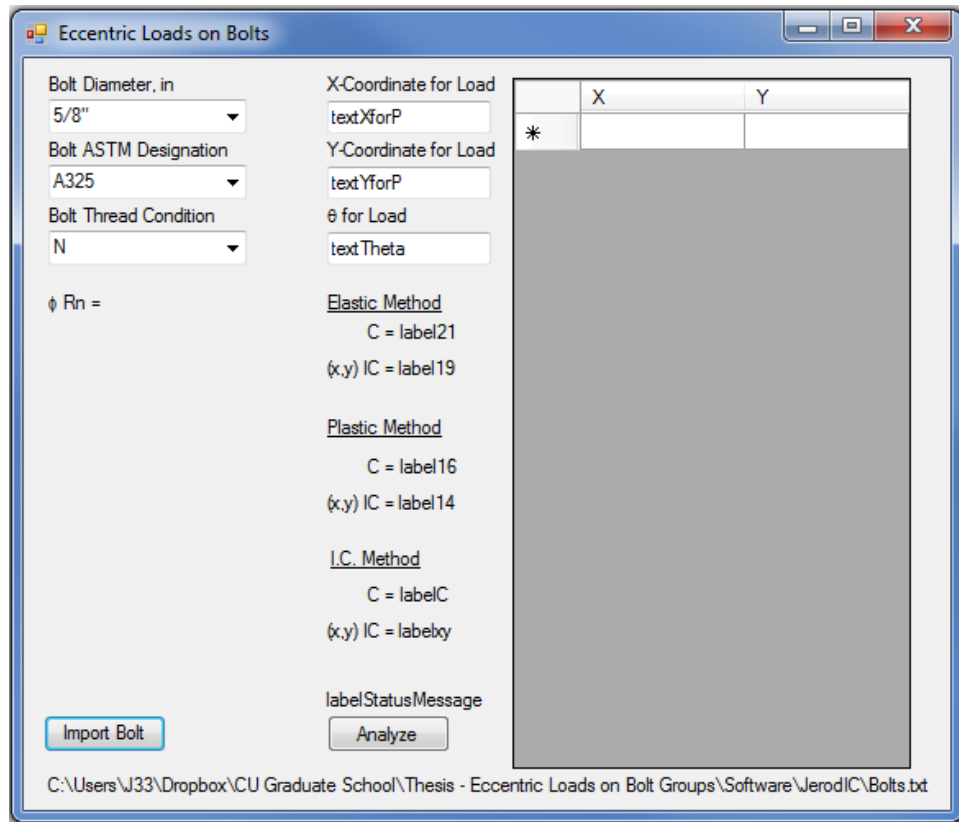 Eccentric Loads on Bolts
Bolt Diameter, in
5/8"
Bolt ASTM Designation
A325
Bolt Thread Condition
N
ϕ Rn =
X-Coordinate for Load
textXforP
Y-Coordinate for Load
textYforP
θ for Load
textTheta
Elastic Method
C = label21
(x,y) IC = label19
Plastic Method
C = label16
(x,y) IC = label14
I.C. Method
C = labelC
(x,y) IC = labelxy
labelStatusMessage
Import Bolt
Analyze
X Y
C:\Users\J33\Dropbox\CU Graduate School\Thesis - Eccentric Loads on Bolt Groups\Software\JerodIC\Bolts.txt